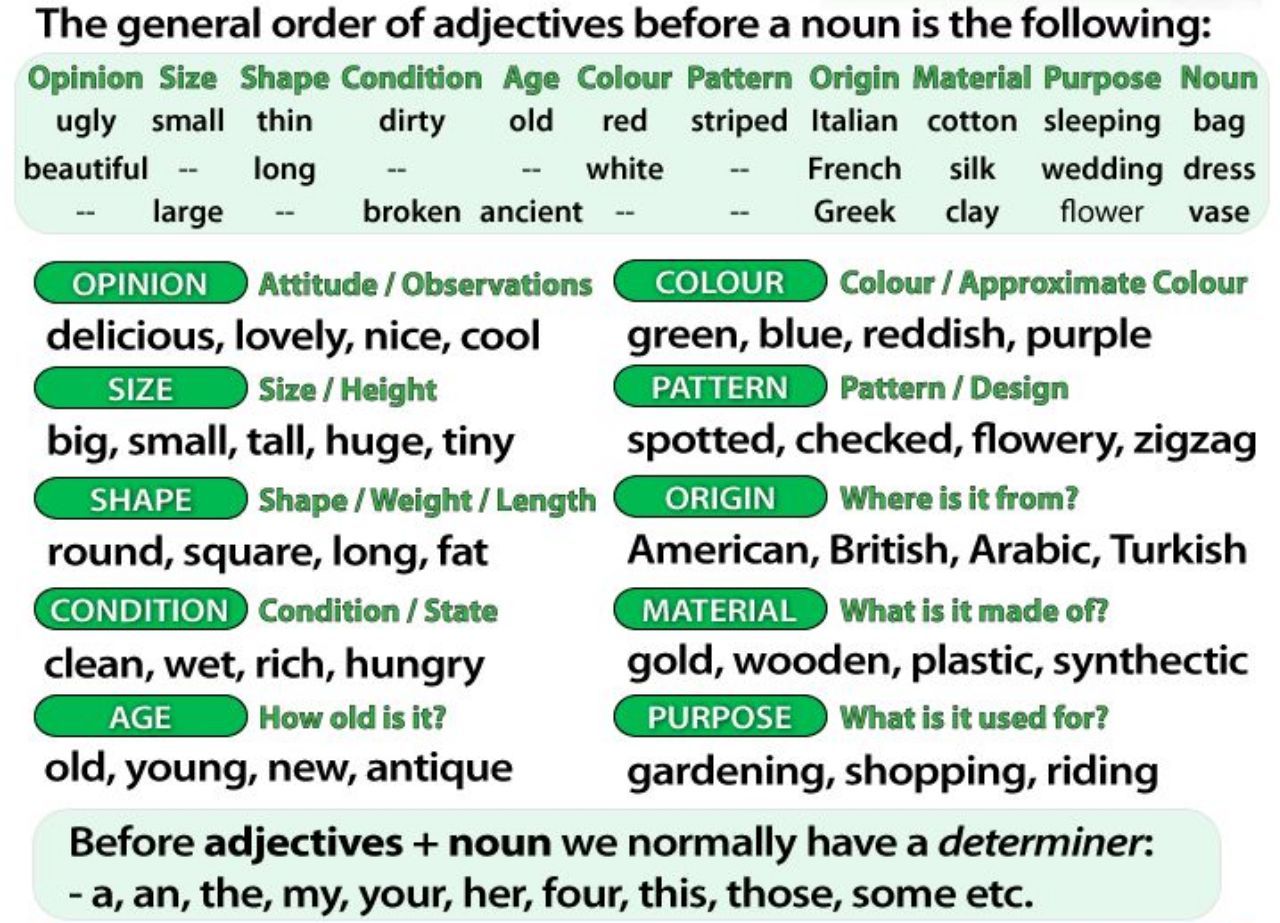 The general order of adjectives before a noun is the following:
Opinion Size Shape Condition Age Colour Pattern Origin Material Purpose Noun
ugly small thin dirty old red striped Italian cotton sleeping bag
beautiful -- long -- -- white -- French silk wedding dress
-- large -- broken ancient -- -- Greek clay flower vase
OPINION Attitude / Observations
delicious, lovely, nice, cool
SIZE Size / Height
big, small, tall, huge, tiny
SHAPE Shape / Weight / Length
round, square, long, fat
CONDITION Condition / State
clean, wet, rich, hungry
AGE How old is it?
old, young, new, antique
COLOUR Colour / Approximate Colour
green, blue, reddish, purple
PATTERN Pattern / Design
spotted, checked, flowery, zigzag
ORIGIN Where is it from?
American, British, Arabic, Turkish
MATERIAL What is it made of?
gold, wooden, plastic, synthectic
PURPOSE What is it used for?
gardening, shopping, riding
Before adjectives + noun we normally have a determiner:
- a, an, the, my, your, her, four, this, those, some etc.